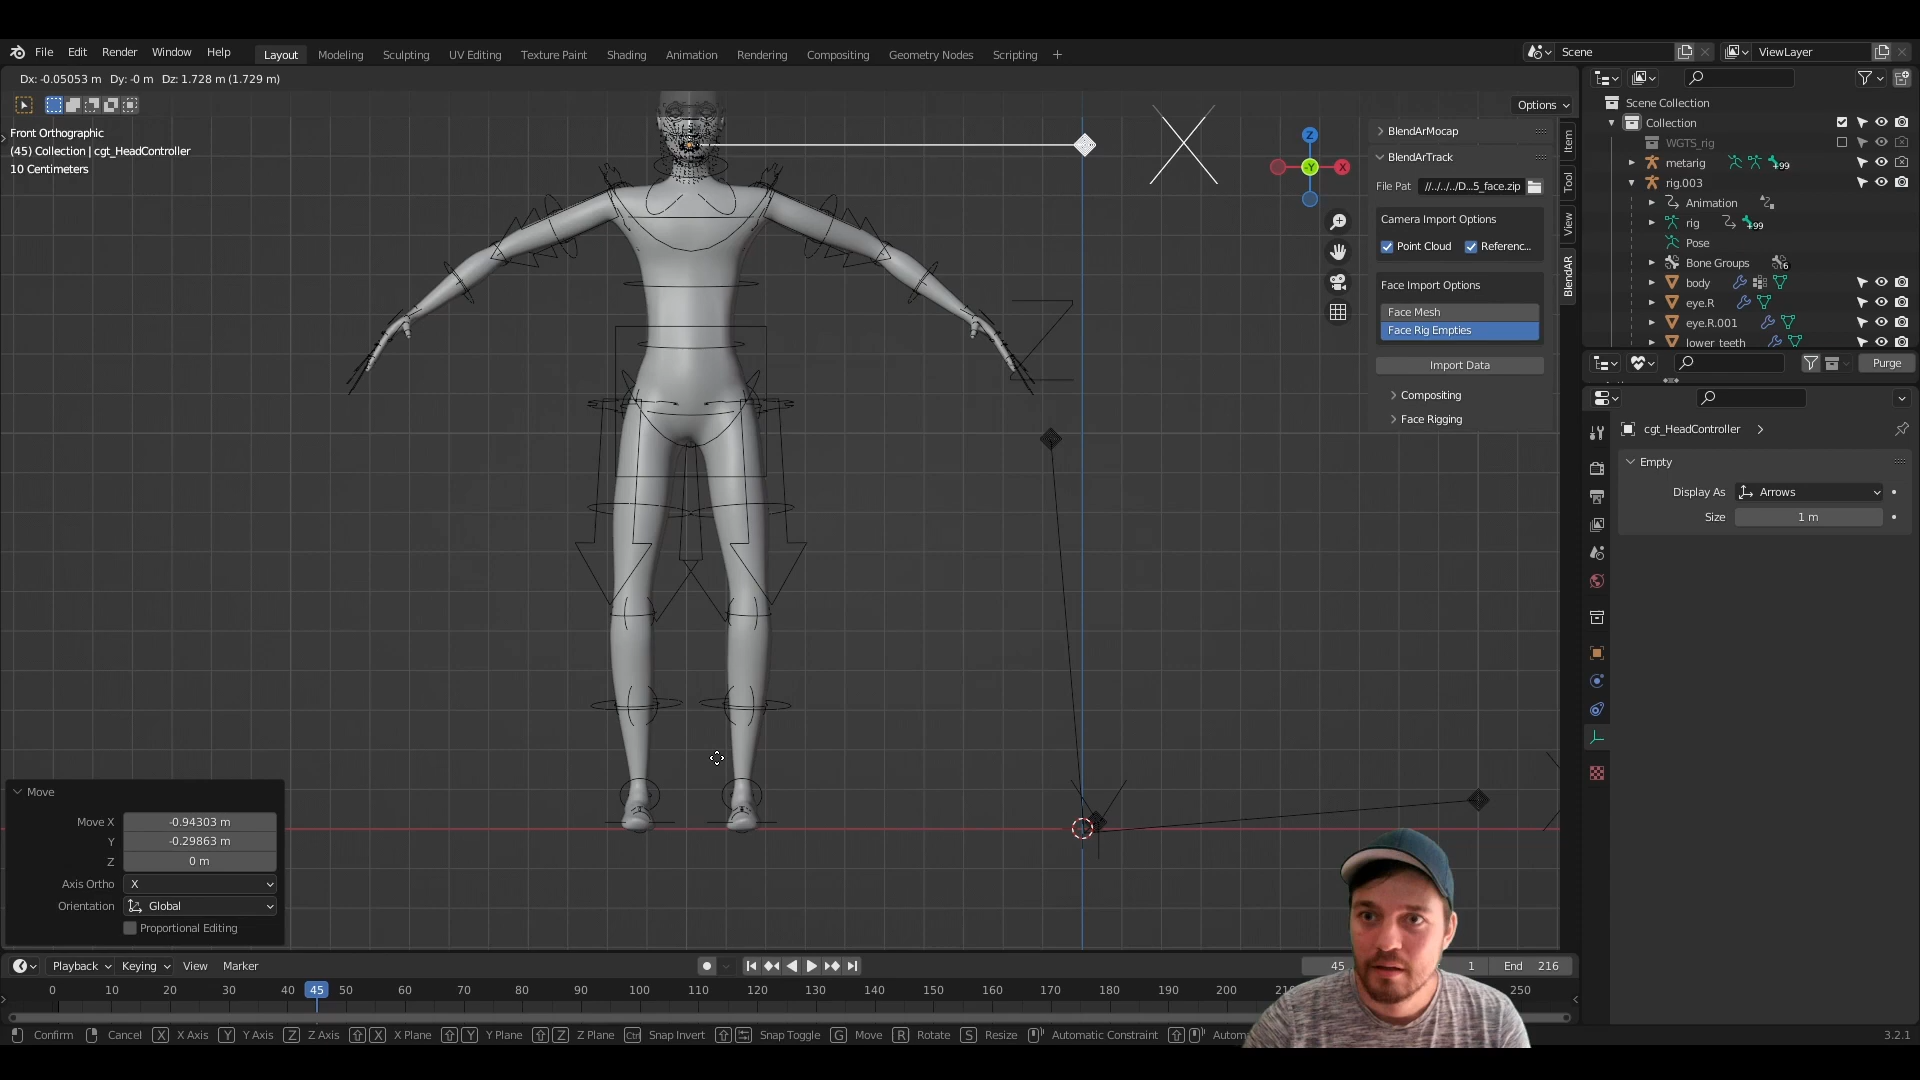 File Edit Render Window Help Layout Modeling Sculpting UV Editing Texture Paint Shading Animation Rendering Compositing Geometry Nodes Scripting + Scene ViewLayer
Dx: -0.05053 m Dy: -0 m Dz: 1.728 m (1.729 m)
Options
Front Orthographic
(45) Collection | cgt_HeadController
10 Centimeters
Z
X
-Y
BlendArMocap
BlendArTrack
File Pat //../../../D...5_face.zip
Camera Import Options
Point Cloud Referenc...
Face Import Options
Face Mesh
Face Rig Empties
Import Data
Compositing
Face Rigging
Item
Tool
View
BlendAR
Scene Collection
Collection
WGTS_rig
metarig +99
rig.003
Animation
rig +99
Pose
Bone Groups 6
body
eye.R
eye.R.001
lower teeth
Purge
cgt_HeadController
Empty
Display As Arrows
Size 1 m
Move
Move X -0.94303 m
Y -0.29863 m
Z 0 m
Axis Ortho X
Orientation Global
Proportional Editing
Playback Keying View Marker 45 1 End 216
0 10 20 30 40 45 50 60 70 80 90 100 110 120 130 140 150 160 170 180 190 200 250
Confirm Cancel X X Axis Y Y Axis Z Z Axis X X Plane Y Y Plane Z Z Plane Ctrl Snap Invert Snap Toggle G Move R Rotate S Resize Automatic Constraint Autom 3.2.1